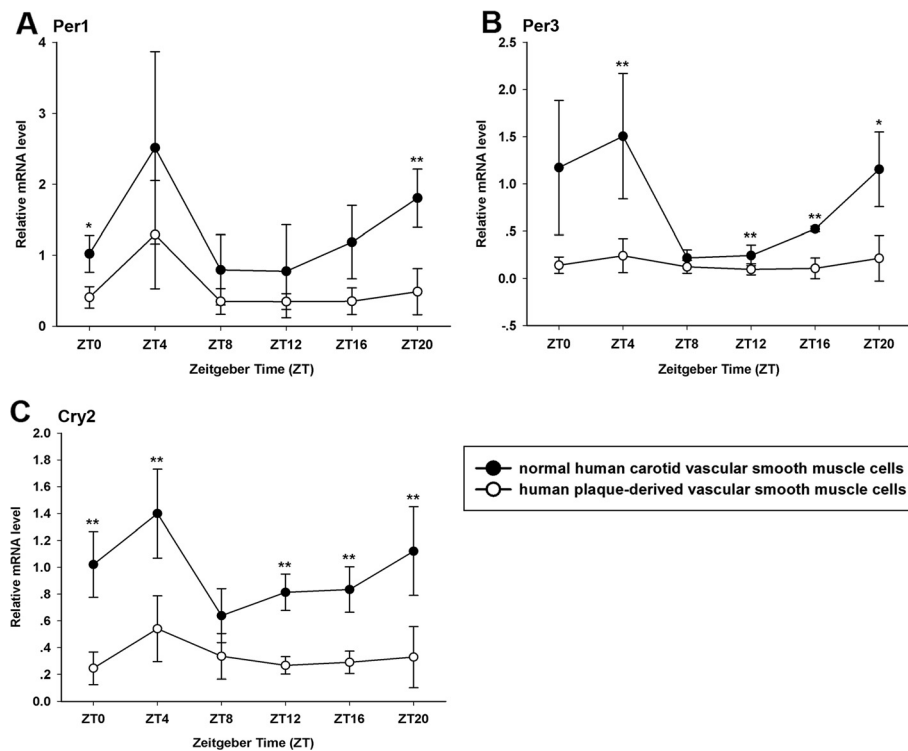 A Per1
Relative mRNA level
4
3
2
1
0
*
**
ZT0 ZT4 ZT8 ZT12 ZT16 ZT20
Zeitgeber Time (ZT)
B Per3
Relative mRNA level
2.5
2.0
1.5
1.0
.5
0.0
-.5
**
**
**
*
ZT0 ZT4 ZT8 ZT12 ZT16 ZT20
Zeitgeber Time (ZT)
C Cry2
Relative mRNA level
2.0
1.8
1.6
1.4
1.2
1.0
.8
.6
.4
.2
0.0
**
**
**
**
**
ZT0 ZT4 ZT8 ZT12 ZT16 ZT20
Zeitgeber Time (ZT)
normal human carotid vascular smooth muscle cells
human plaque-derived vascular smooth muscle cells